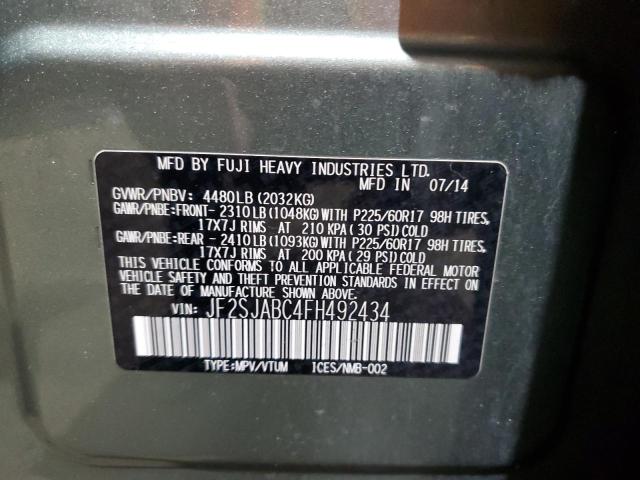 MFD BY FUJI HEAVY INDUSTRIES LTD.
MFD IN 07/14
GVWR/PNBV: 4480LB (2032KG)
GAWR/PNBE:FRONT- 2310LB (1048KG) WITH P225/60R17 98H TIRES,
17X7J RIMS AT 210 KPA (30 PSI) COLD
GAWR/PNBE:REAR -2410LB (1093KG) WITH P225/60R17 98H TIRES,
17X7J RIMS AT 200 KPA (29 PSI) COLD
THIS VEHICLE CONFORMS TO ALL APPLICABLE FEDERAL MOTOR
VEHICLE SAFETY AND THEFT PREVENTION STANDARDS IN EFFECT
ON THE DATE OF MANUFACTURE SHOWN ABOVE.
VIN: JF2SJABC4FH492434
TYPE:MPV/VTUM ICES/NMB-002